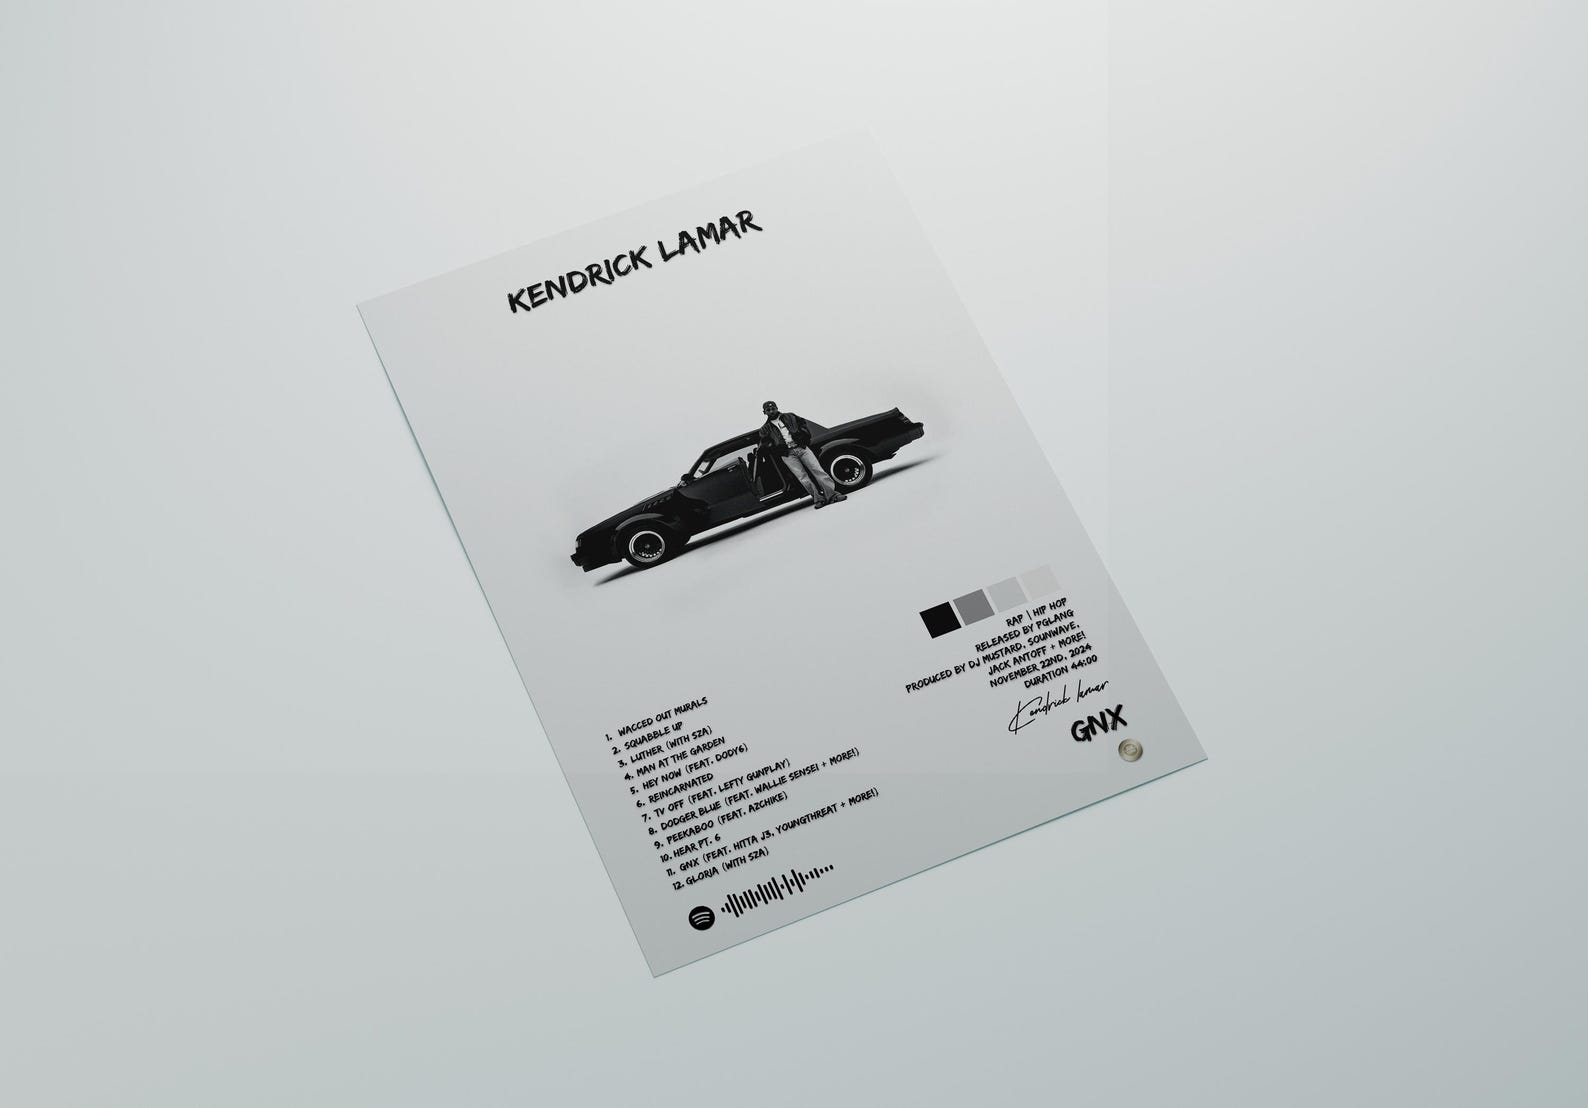 KENDRICK LAMAR
RAP | HIP HOP
RELEASED BY PGLANG
PRODUCED BY DJ MUSTARD, SOUNWAVE,
JACK ANTOFF + MORE!
NOVEMBER 22ND, 2024
DURATION 44:00
Kendrick lamar
GNX
1. WACCED OUT MURALS
2. SQUABBLE UP
3. LUTHER (WITH SZA)
4. MAN AT THE GARDEN
5. HEY NOW (FEAT. DODY6)
6. REINCARNATED
7. TV OFF (FEAT. LEFTY GUNPLAY)
8. DODGER BLUE (FEAT. WALLIE SENSEI + MORE!)
9. PEEKABOO (FEAT. AZCHIKE)
10. HEAR PT. 6
11. GNX (FEAT. HITTA J3, YOUNGTHREAT + MORE!)
12. GLORIA (WITH SZA)